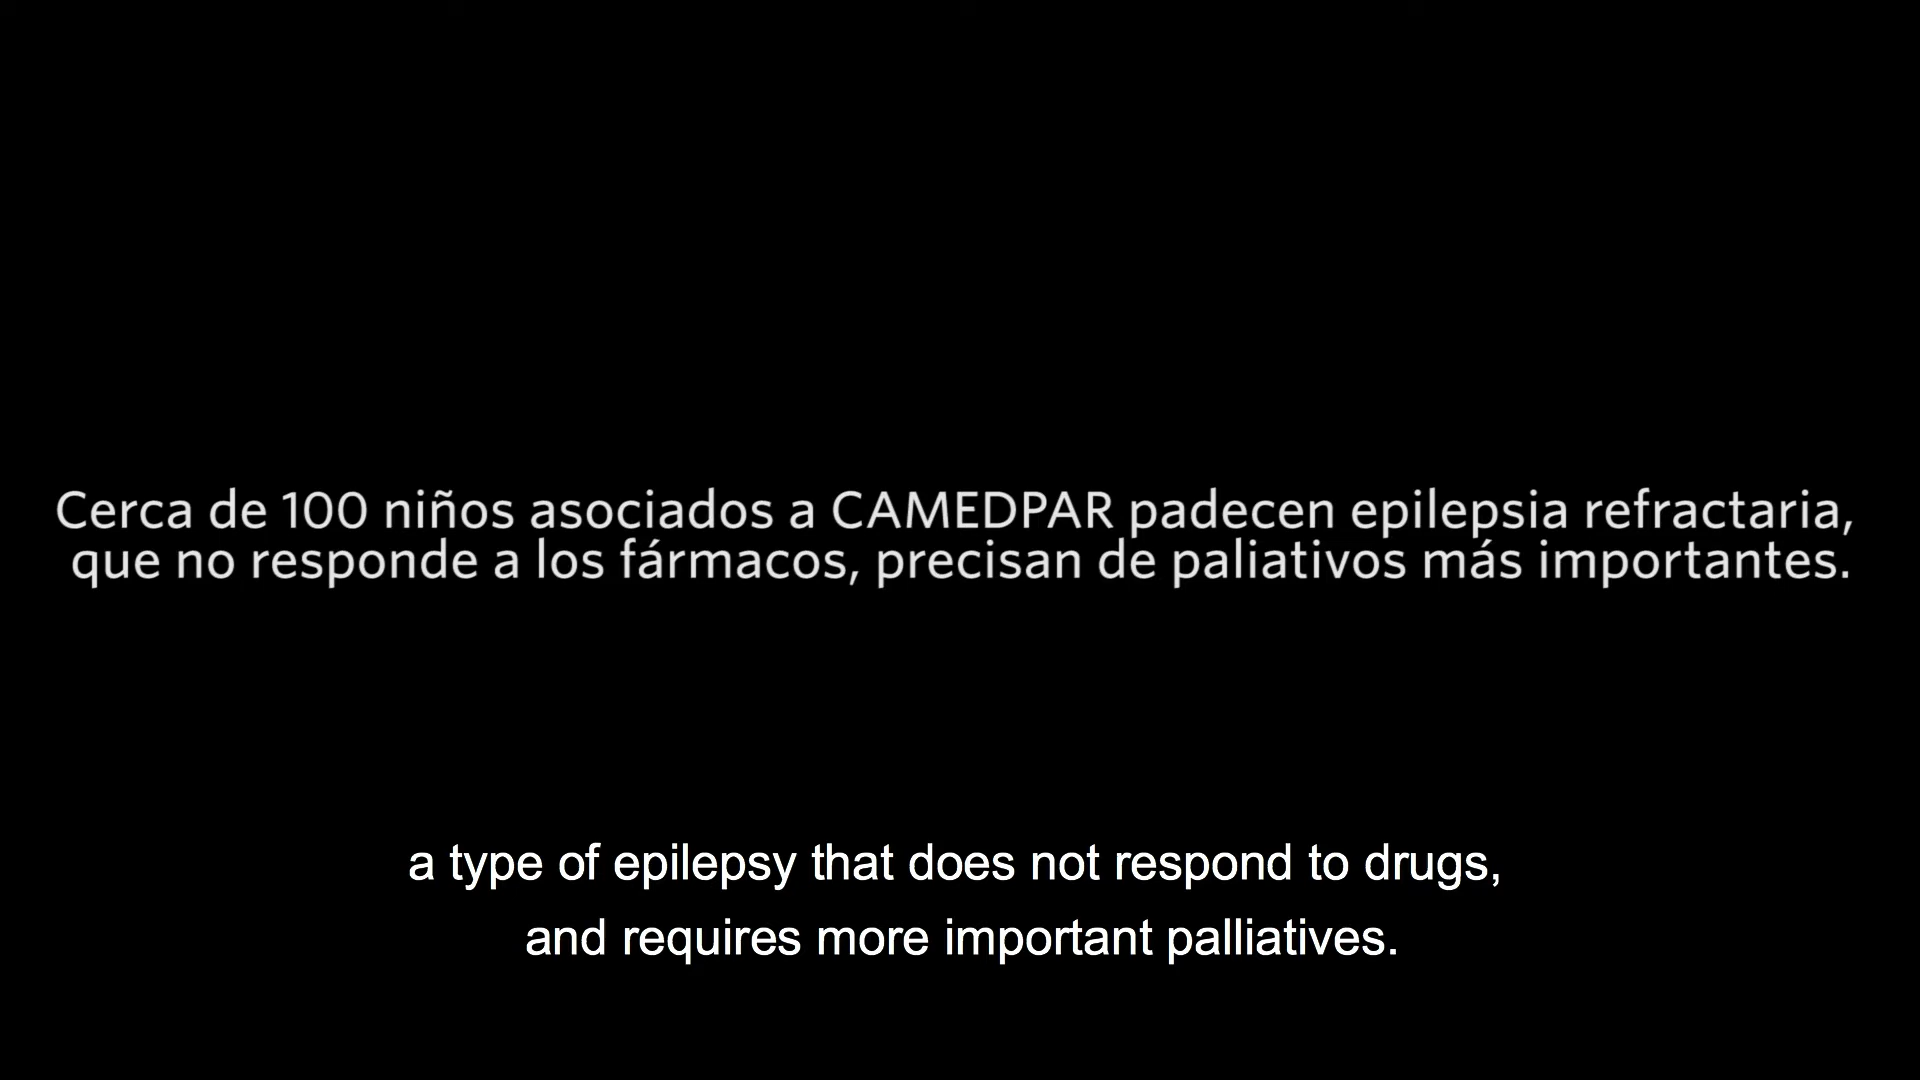 Cerca de 100 niños asociados a CAMEDPAR padecen epilepsia refractaria,
que no responde a los fármacos, precisan de paliativos más importantes.
a type of epilepsy that does not respond to drugs,
and requires more important palliatives.